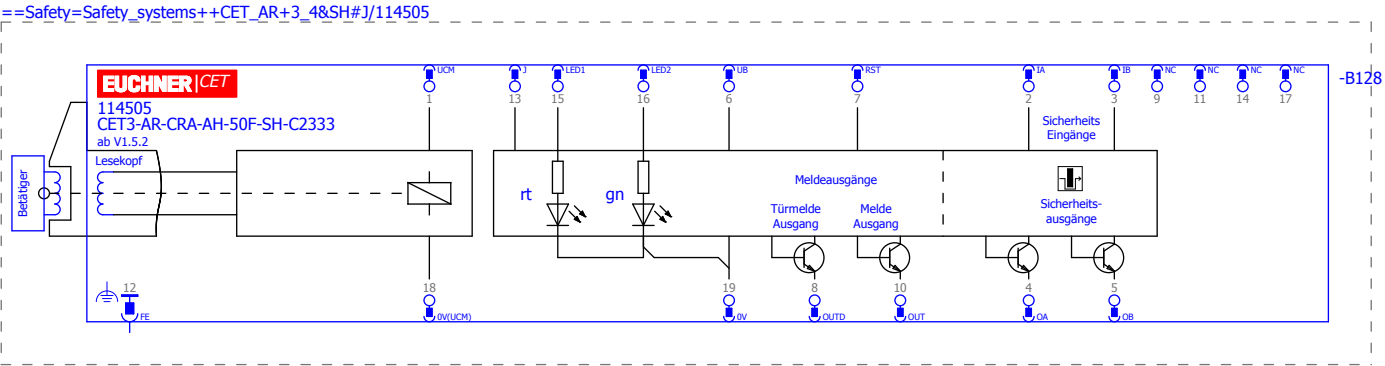 ==Safety=Safety_systems++CET_AR+3_4&SH#J/114505
UCM J LED1 LED2 UB RST IA IB NC NC NC NC
-B128
EUCHNER|CET
1 13 15 16 6 7 2 3 9 11 14 17
114505
CET3-AR-CRA-AH-50F-SH-C2333
ab V1.5.2
Sicherheits
Eingänge
Lesekopf
Betätiger
rt
gn
Meldeausgänge
Türmelde
Ausgang
Melde
Ausgang
Sicherheits-
ausgänge
12 18 19 8 10 4 5
FE 0V(UCM) 0V OUTD OUT OA OB